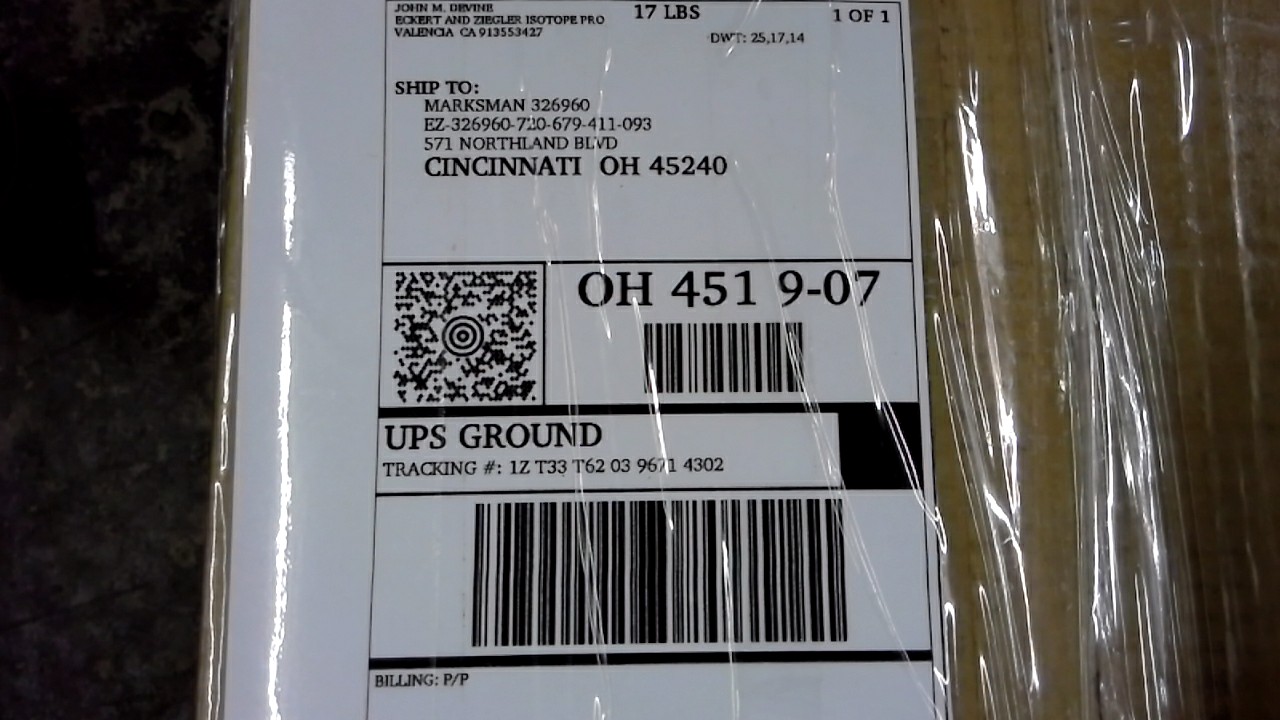 JOHN M. DEVINE
ECKERT AND ZIEGLER ISOTOPE PRO
VALENCIA CA 913553427
17 LBS
1 OF 1
DWT: 25,17,14
SHIP TO:
MARKSMAN 326960
EZ-326960-720-679-411-093
571 NORTHLAND BLVD
CINCINNATI OH 45240
OH 451 9-07
UPS GROUND
TRACKING #: 1Z T33 T62 03 9671 4302
BILLING: P/P